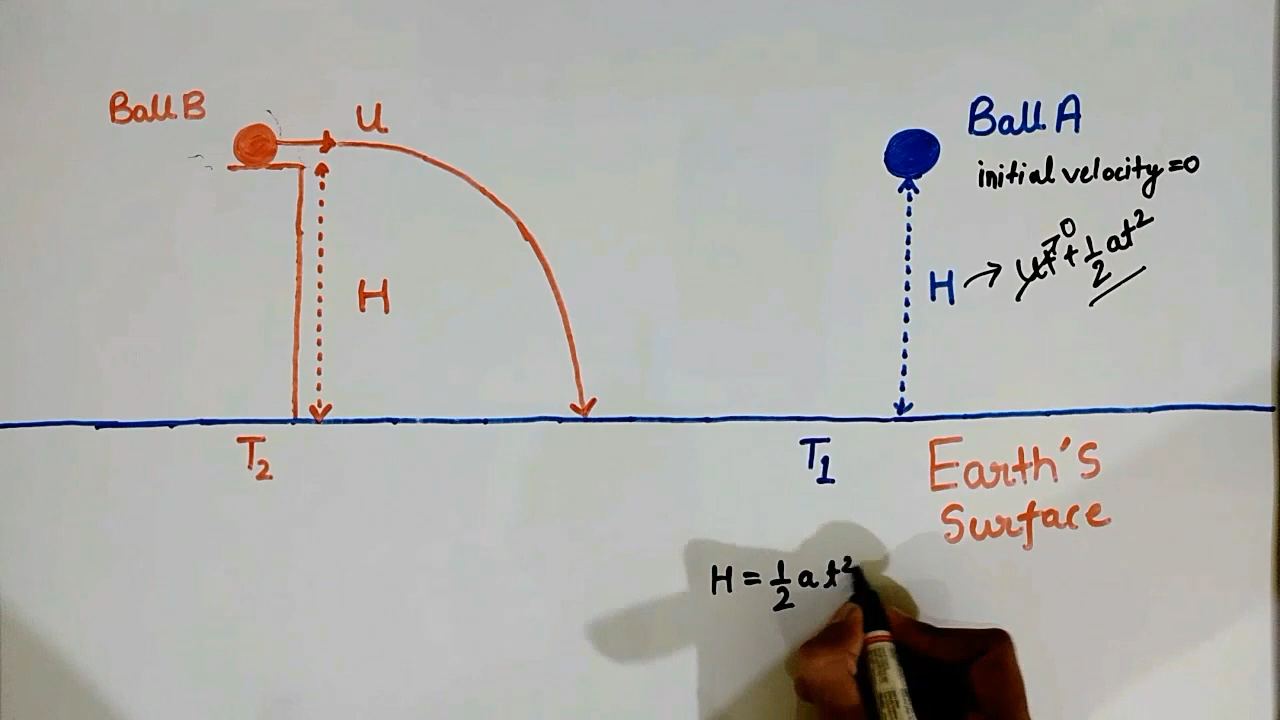 Ball B
U
H
T₂
Ball A
initial velocity = 0
H → ut→0 + 1/2 at²
T₁
Earth's
Surface
H = 1/2 at²